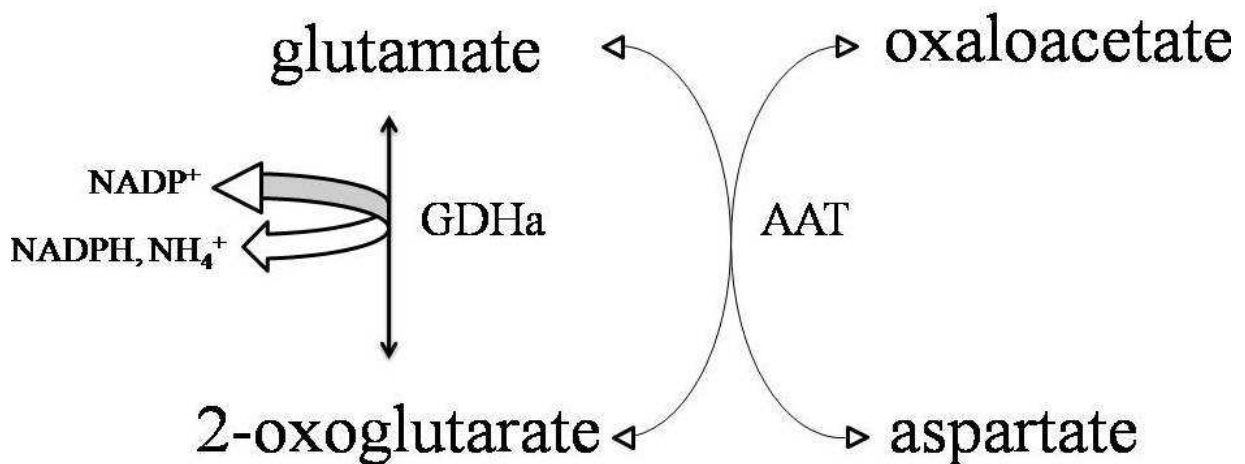 glutamate
oxaloacetate
NADP⁺
GDHa
AAT
NADPH, NH₄⁺
2-oxoglutarate
aspartate